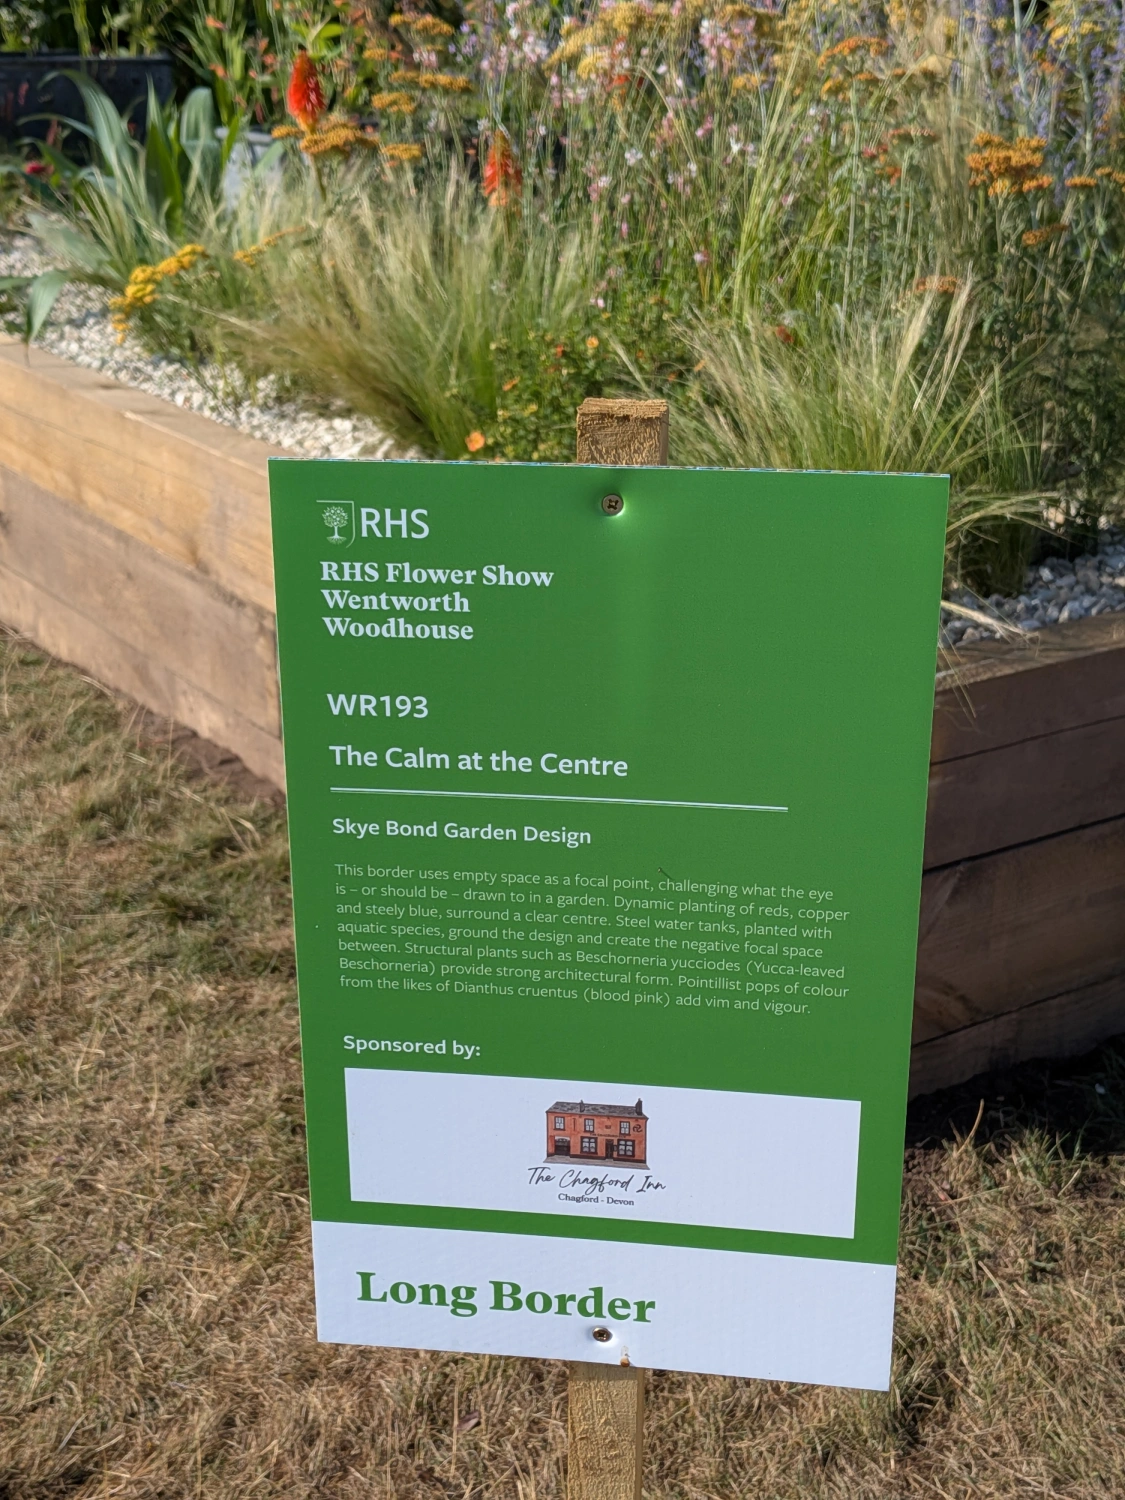 RHS
RHS Flower Show
Wentworth
Woodhouse
WR193
The Calm at the Centre
Skye Bond Garden Design
This border uses empty space as a focal point, challenging what the eye
is – or should be – drawn to in a garden. Dynamic planting of reds, copper
and steely blue, surround a clear centre. Steel water tanks, planted with
aquatic species, ground the design and create the negative focal space
between. Structural plants such as Beschorneria yucciodes (Yucca-leaved
Beschorneria) provide strong architectural form. Pointillist pops of colour
from the likes of Dianthus cruentus (blood pink) add vim and vigour.
Sponsored by:
The Chagford Inn
Chagford - Devon
Long Border